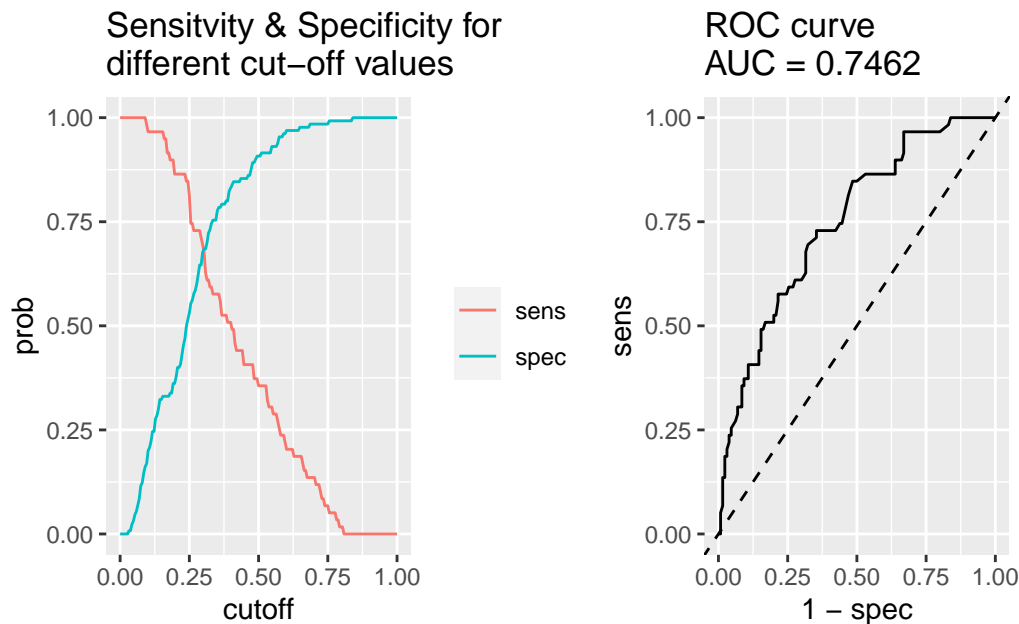 Sensitvity & Specificity for
different cut−off values
1.00
0.75
0.50
0.25
0.00
prob
0.00 0.25 0.50 0.75 1.00
cutoff
sens
spec
ROC curve
AUC = 0.7462
1.00
0.75
0.50
0.25
0.00
sens
0.00 0.25 0.50 0.75 1.00
1 − spec